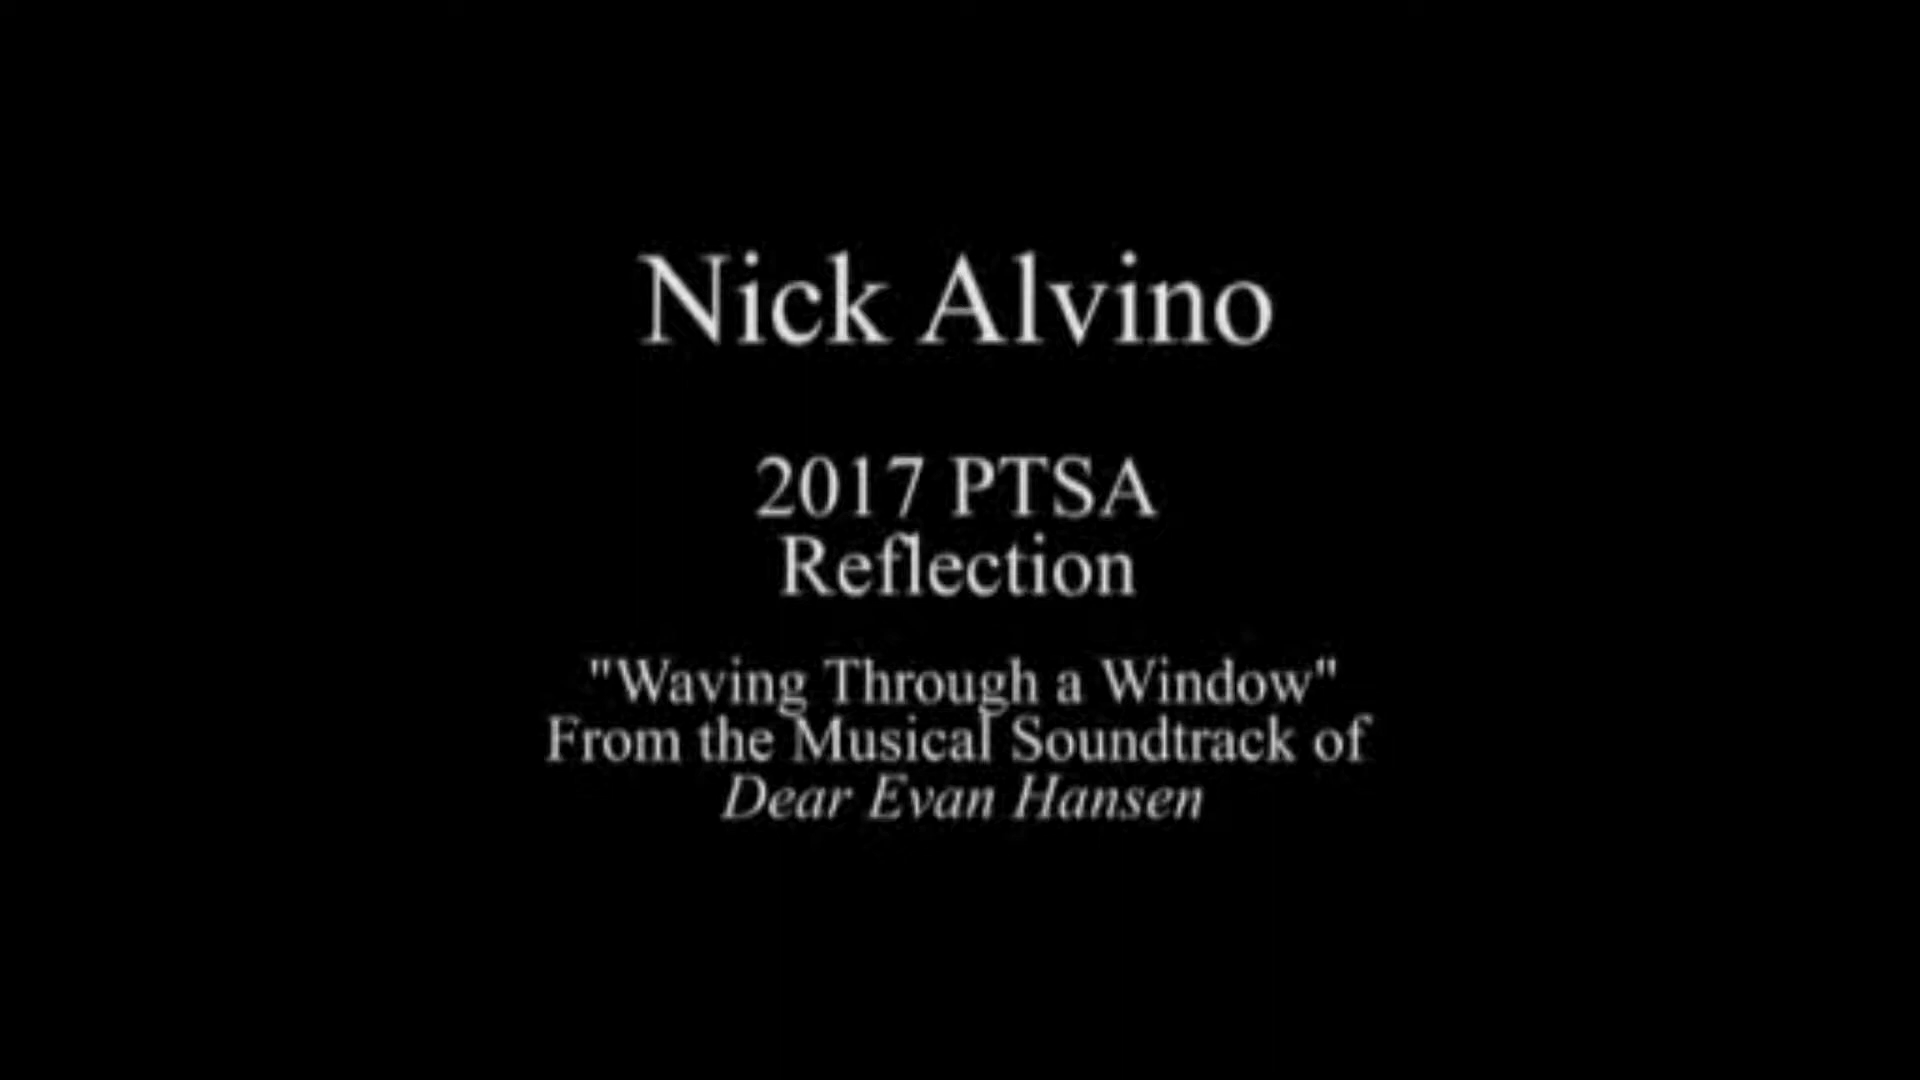 Nick Alvino
2017 PTSA
Reflection
"Waving Through a Window"
From the Musical Soundtrack of
Dear Evan Hansen